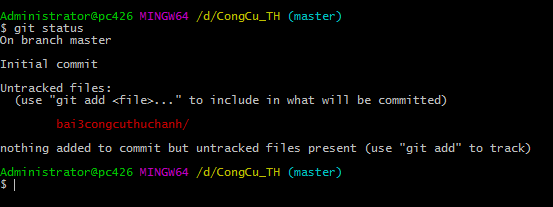 Administrator@pc426 MINGW64 /d/CongCu_TH (master)
$ git status
On branch master
Initial commit
Untracked files:
  (use "git add <file>..." to include in what will be committed)
        bai3congcuthuchanh/
nothing added to commit but untracked files present (use "git add" to track)
Administrator@pc426 MINGW64 /d/CongCu_TH (master)
$